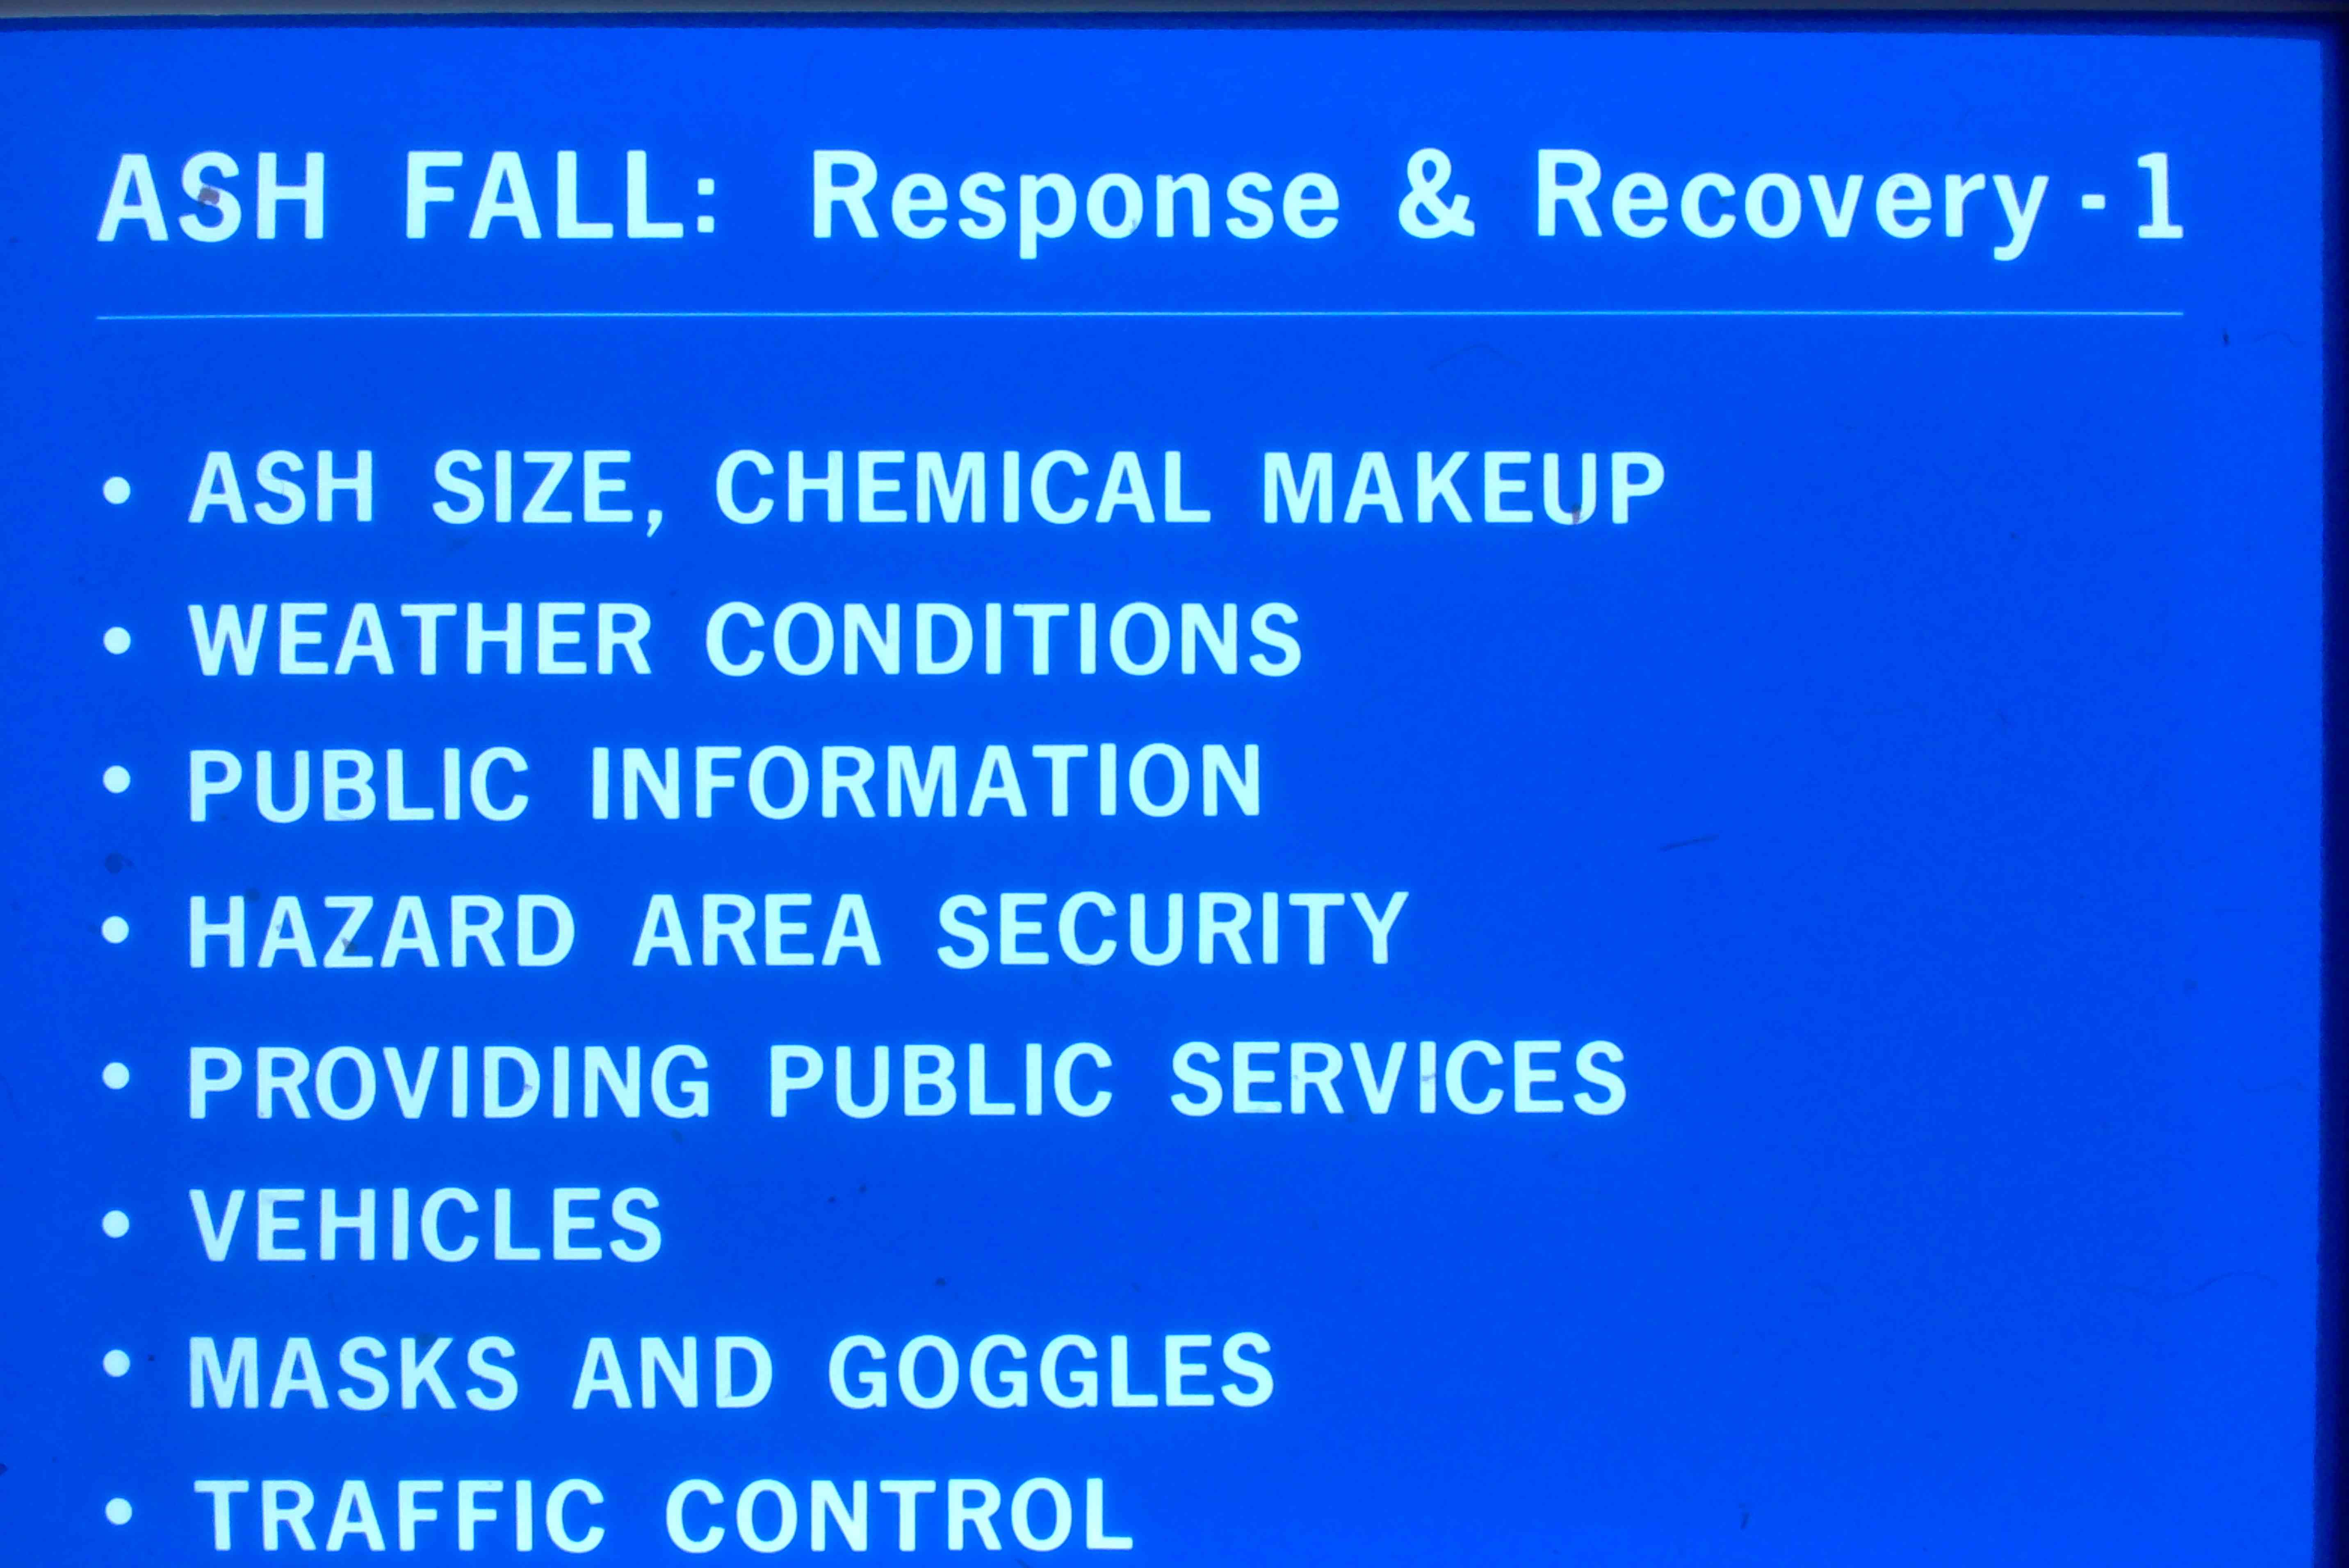 ASH FALL: Response & Recovery - 1
• ASH SIZE, CHEMICAL MAKEUP
• WEATHER CONDITIONS
• PUBLIC INFORMATION
• HAZARD AREA SECURITY
• PROVIDING PUBLIC SERVICES
• VEHICLES
• MASKS AND GOGGLES
• TRAFFIC CONTROL